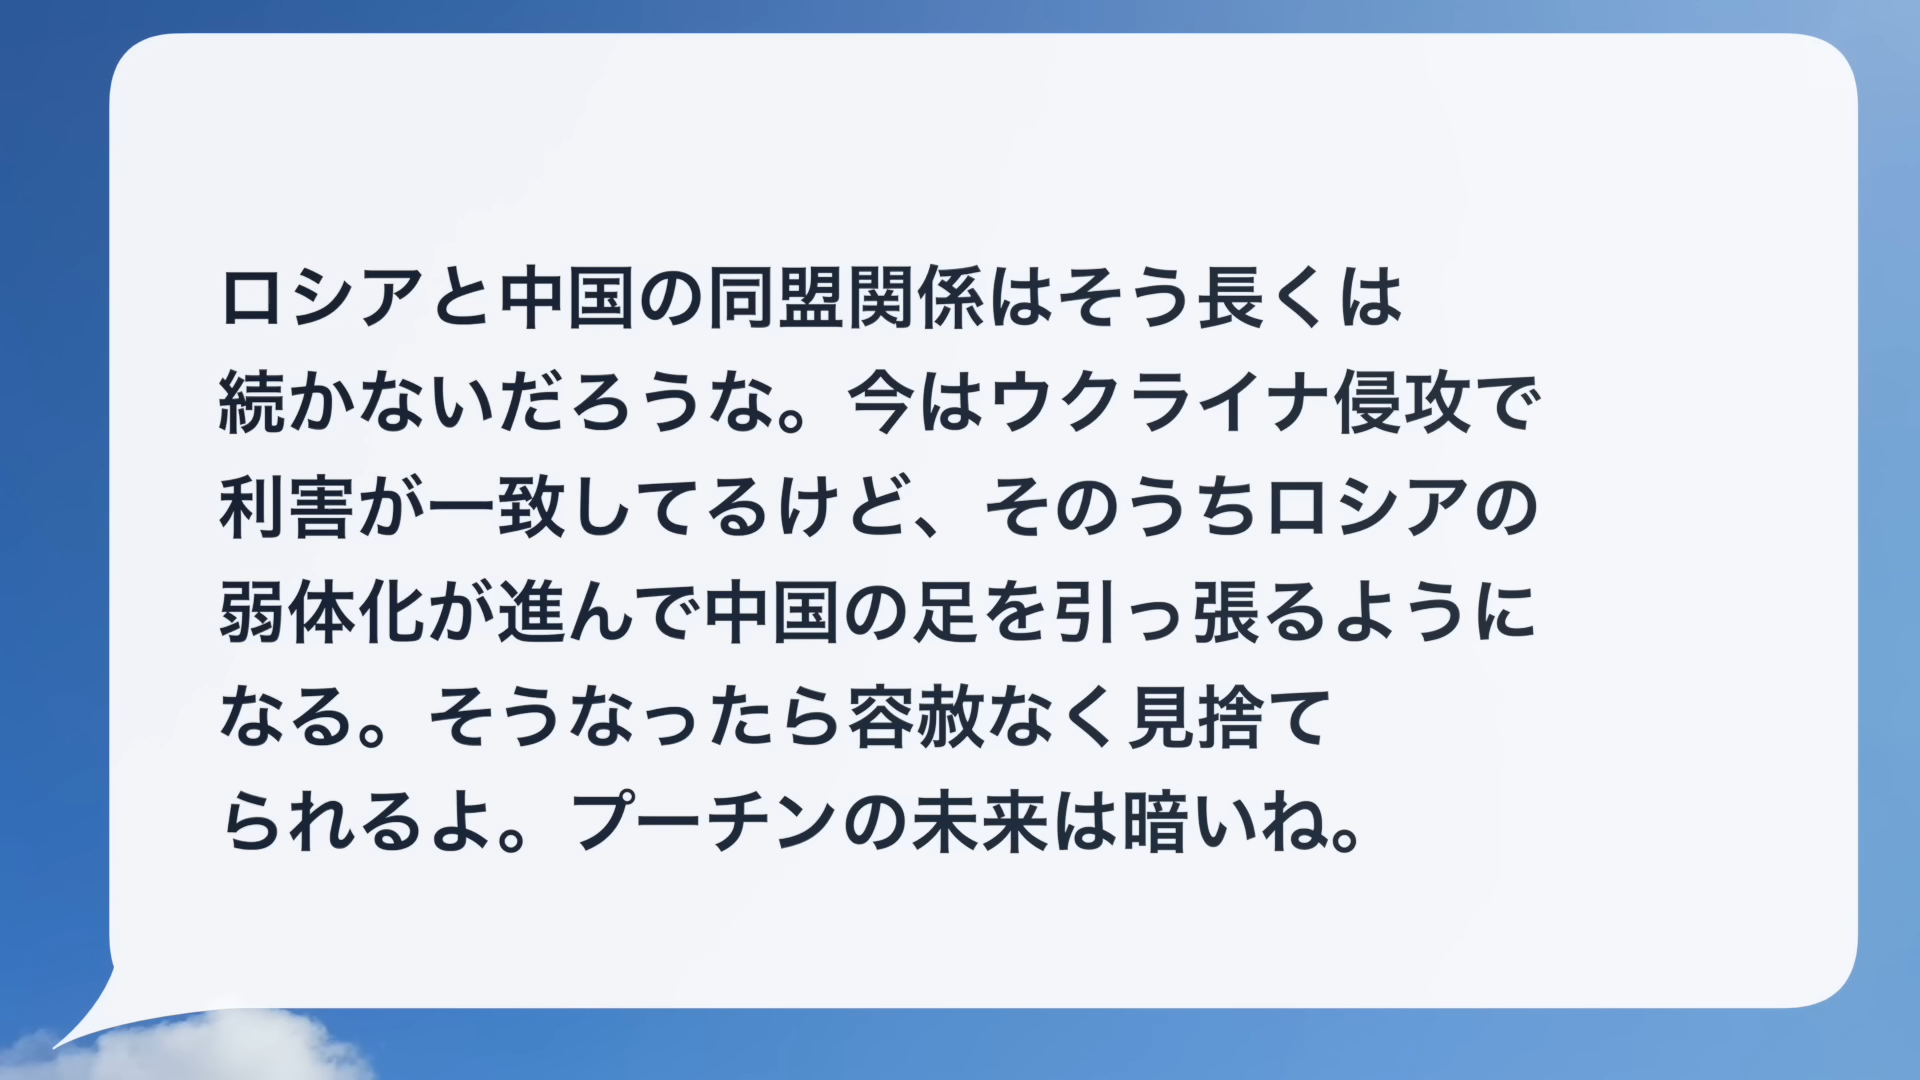 ロシアと中国の同盟関係はそう長くは
続かないだろうな。今はウクライナ侵攻で
利害が一致してるけど、そのうちロシアの
弱体化が進んで中国の足を引っ張るように
なる。そうなったら容赦なく見捨て
られるよ。プーチンの未来は暗いね。